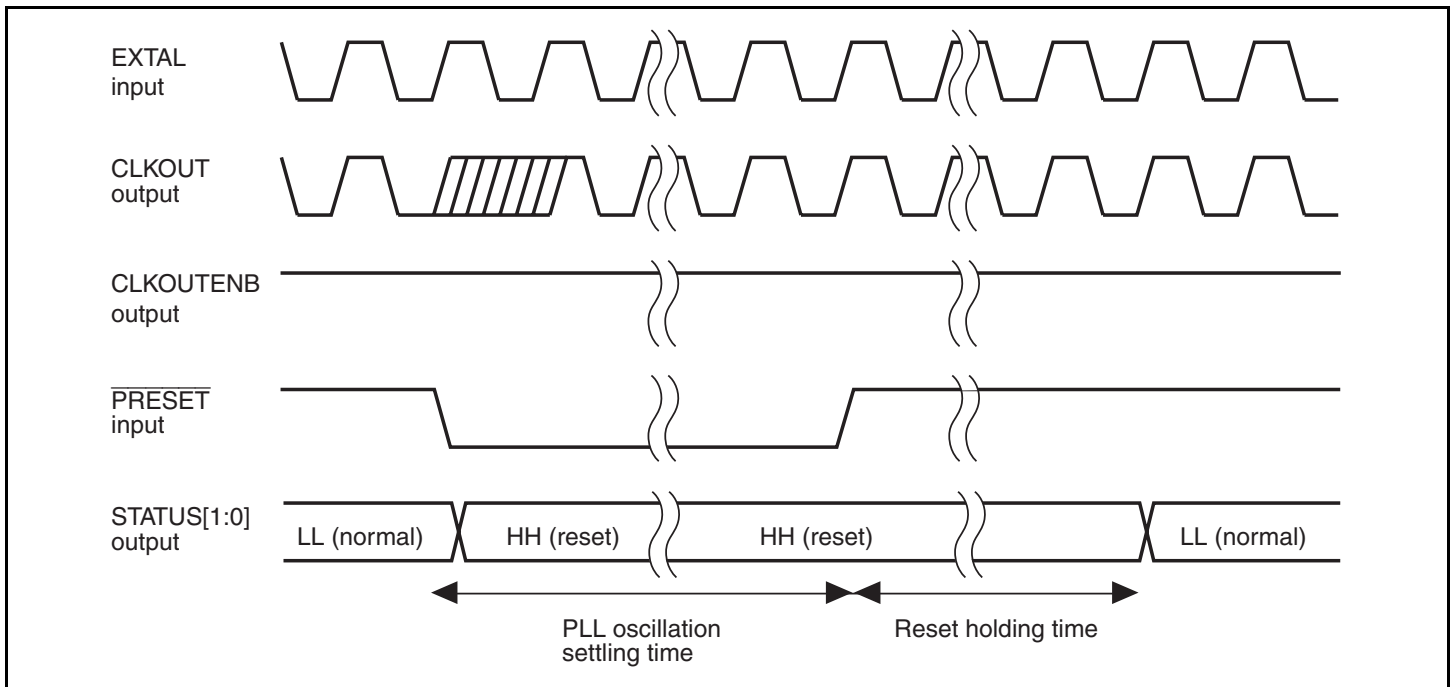 EXTAL
input
CLKOUT
output
CLKOUTENB
output
PRESET
input
STATUS[1:0]
output
LL (normal)
HH (reset)
HH (reset)
LL (normal)
PLL oscillation
settling time
Reset holding time